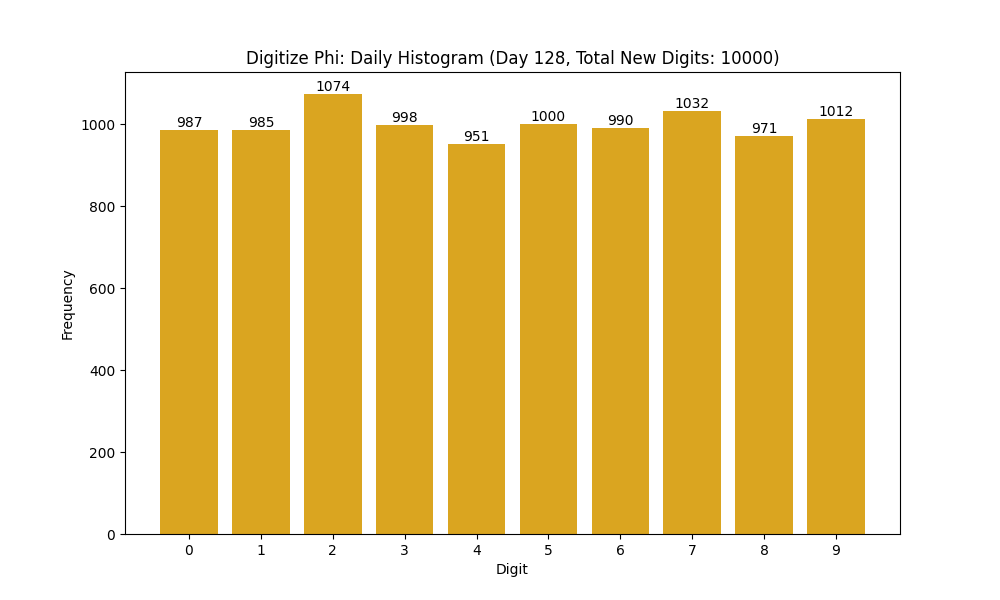 Digitize Phi: Daily Histogram (Day 128, Total New Digits: 10000)
987 985 1074 998 951 1000 990 1032 971 1012
1000
800
600
400
200
0
Frequency
0 1 2 3 4 5 6 7 8 9
Digit